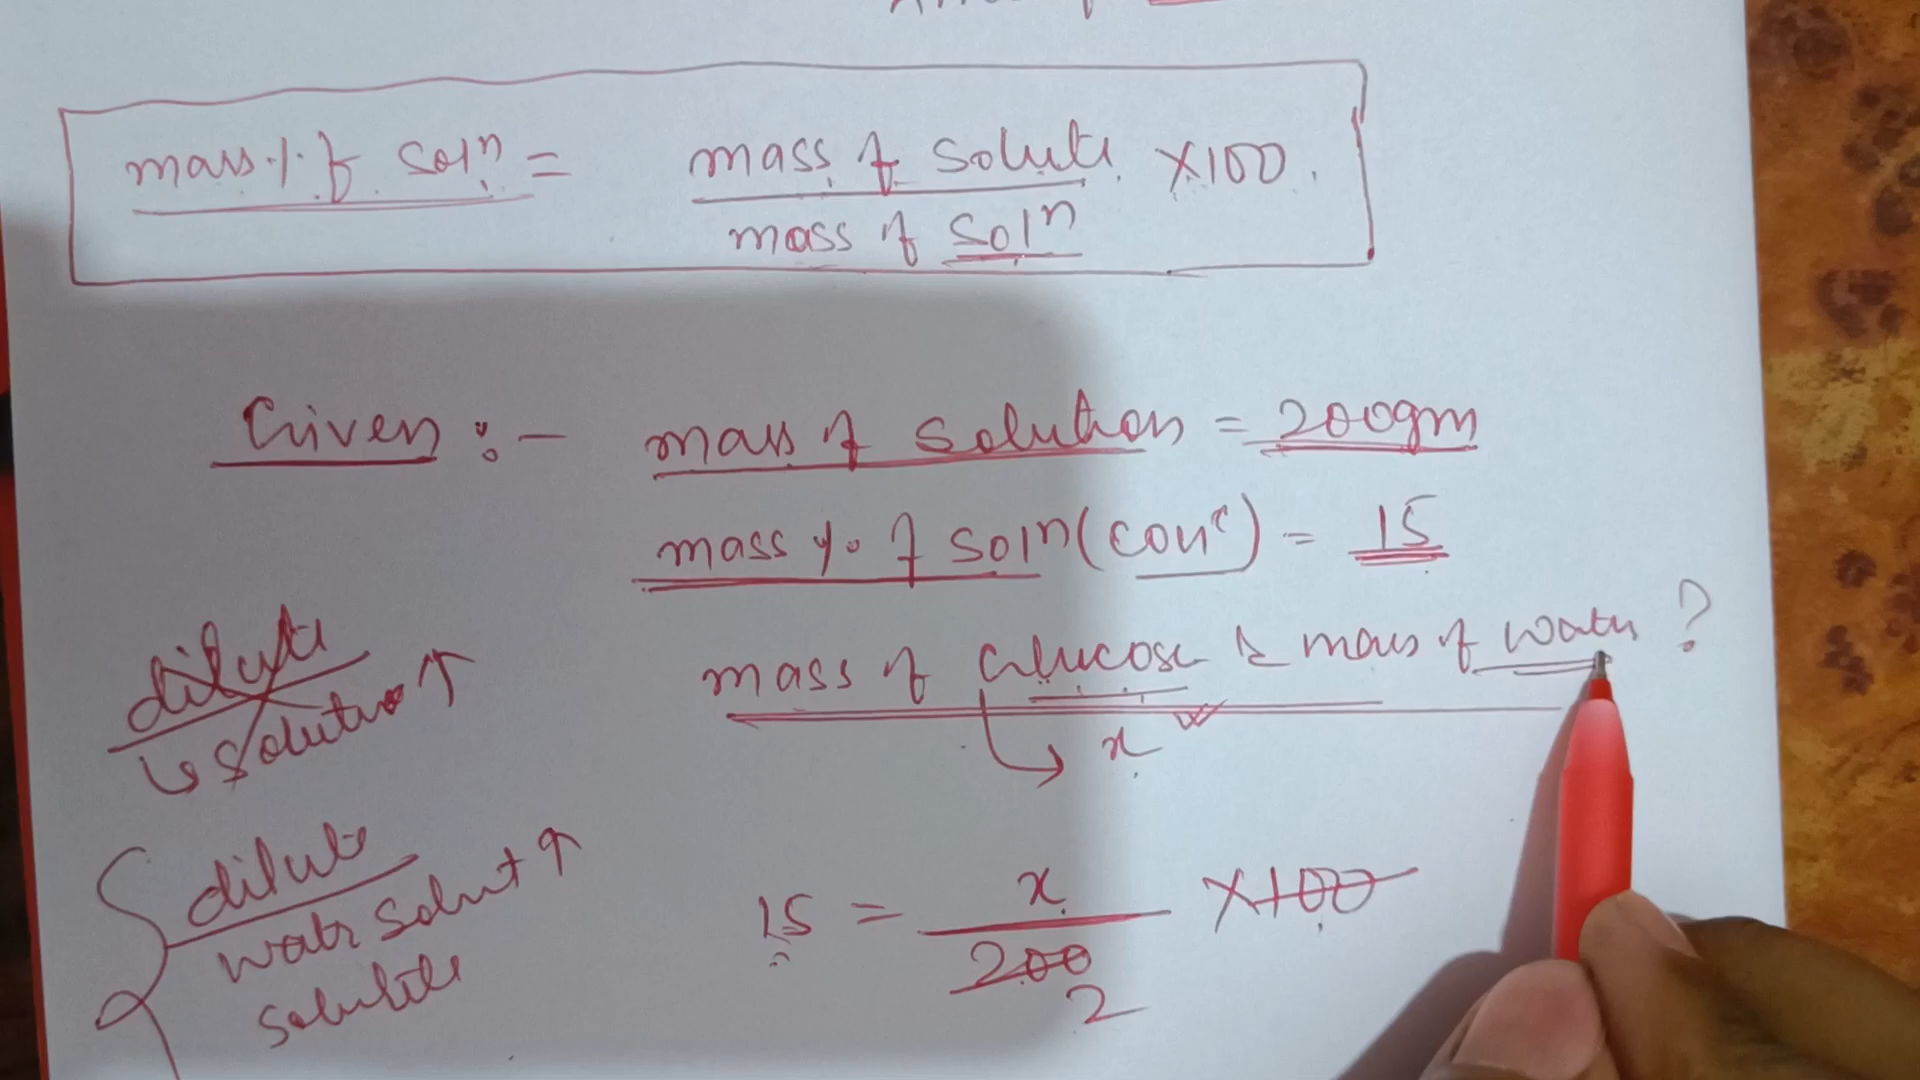 mass % of solⁿ = mass of solute / mass of solⁿ ×100.
Given :- mass of solution = 200gm
mass % of solⁿ (conᶜ) = 15
mass of Glucose & mass of water ?
x
dilute
↳ solution ↑
dilute
water solvent ↑
solute
15 = x / 200 ×100
2